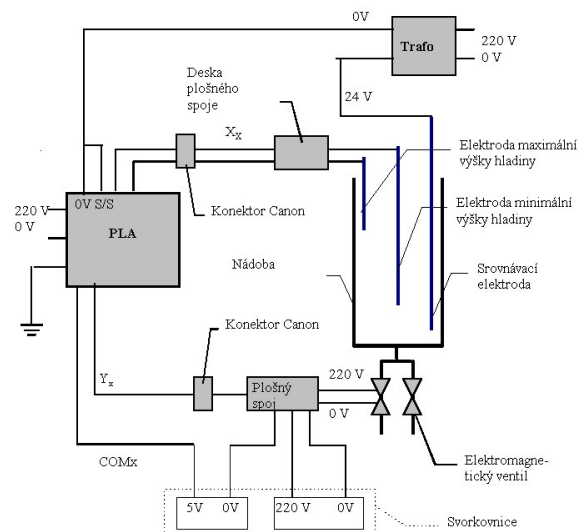 0V
Trafo
220 V
0 V
Deska
plošného
spoje
24 V
Xx
Elektroda maximální
výšky hladiny
Konektor Canon
0V S/S
PLA
220 V
0 V
Elektroda minimální
výšky hladiny
Nádoba
Srovnávací
elektroda
Konektor Canon
Yx
Plošný
spoj
220 V
0 V
COMx
Elektromagne-
tický ventil
5V
0V
220 V
0V
Svorkovnice